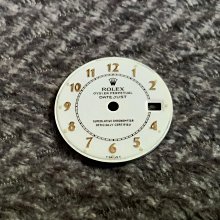 12
11
1
10
2
ROLEX
OYSTER PERPETUAL
DATEJUST
9
8
4
SUPERLATIVE CHRONOMETER
OFFICIALLY CERTIFIED
7
5
6